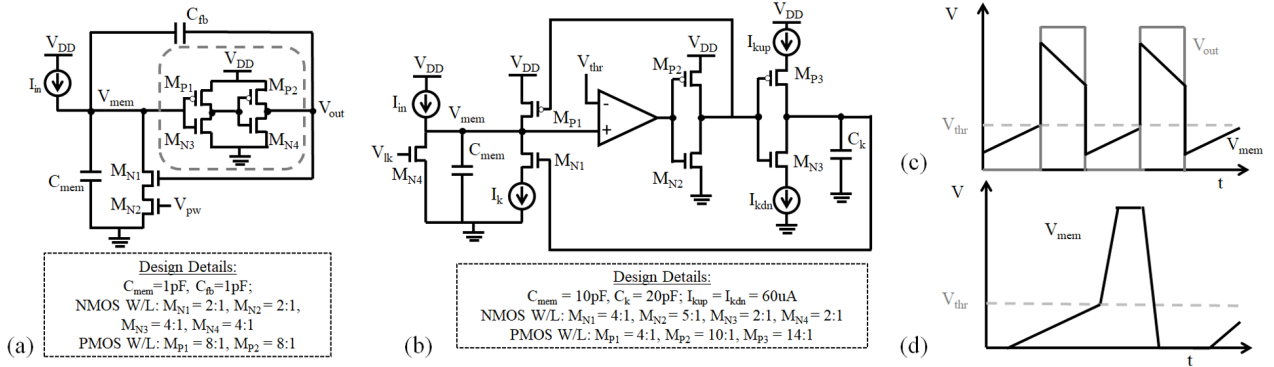 (a)
C_fb
V_DD
I_in
V_mem
V_DD
M_P1
M_P2
M_N3
M_N4
V_out
C_mem
M_N1
M_N2
V_pw
Design Details:
C_mem=1pF, C_fb=1pF;
NMOS W/L: M_N1 = 2:1, M_N2 = 2:1,
M_N3 = 4:1, M_N4 = 4:1
PMOS W/L: M_P1 = 8:1, M_P2 = 8:1
(b)
V_DD
I_in
V_mem
V_lk
M_N4
C_mem
V_DD
M_P1
M_N1
I_k
V_thr
-
+
V_DD
M_P2
M_N2
V_DD
I_kup
M_P3
M_N3
C_k
I_kdn
Design Details:
C_mem = 10pF, C_k = 20pF; I_kup = I_kdn = 60uA
NMOS W/L: M_N1 = 4:1, M_N2 = 5:1, M_N3 = 2:1, M_N4 = 2:1
PMOS W/L: M_P1 = 4:1, M_P2 = 10:1, M_P3 = 14:1
(c)
V
V_out
V_thr
V_mem
t
(d)
V
V_mem
V_thr
t